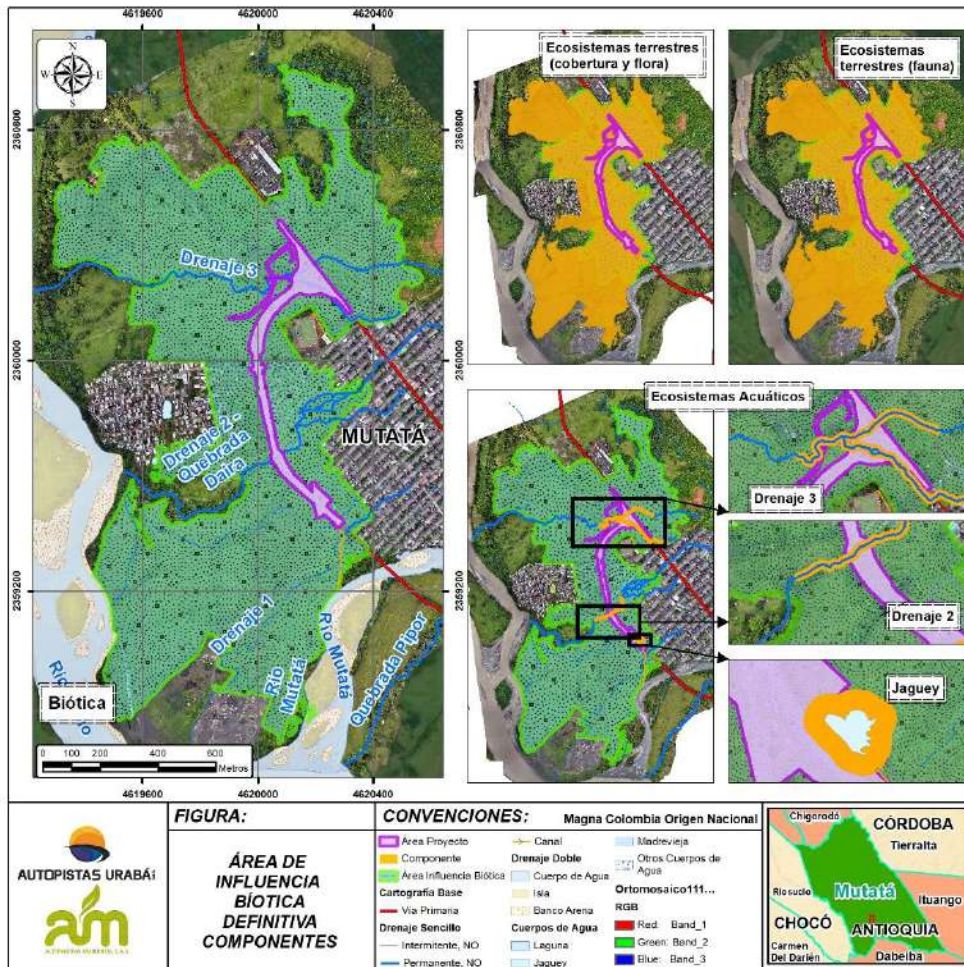 4619600
4620000
4620400
2360800
2360000
2359200
N
W
E
S
Drenaje 3
Drenaje 2 -
Quebrada
Daira
MUTATÁ
Drenaje 1
Río
Mutatá
Río Mutatá
Quebrada Pipor
Biótica
0 100 200 400 600
Metros
Ecosistemas terrestres
(cobertura y flora)
Ecosistemas
terrestres (fauna)
Ecosistemas Acuáticos
Drenaje 3
Drenaje 2
Jaguey
AUTOPISTAS URABÁ
am
FIGURA:
ÁREA DE
INFLUENCIA
BÍOTICA
DEFINITIVA
COMPONENTES
CONVENCIONES:
Magna Colombia Origen Nacional
Área Proyecto
Componente
Área Influencia Biótica
Cartografía Base
Vía Primaria
Drenaje Sencillo
Intermitente, NO
Permanente, NO
Canal
Drenaje Doble
Cuerpo de Agua
Isla
Banco Arena
Cuerpos de Agua
Laguna
Jaguey
Madrevieja
Otros Cuerpos de
Agua
Ortomosaico111...
RGB
Red: Band_1
Green: Band_2
Blue: Band_3
Chigorodó
CÓRDOBA
Tierralta
Riosucio
Mutatá
Ituango
CHOCÓ
ANTIOQUIA
Carmen
Del Darién
Dabeiba